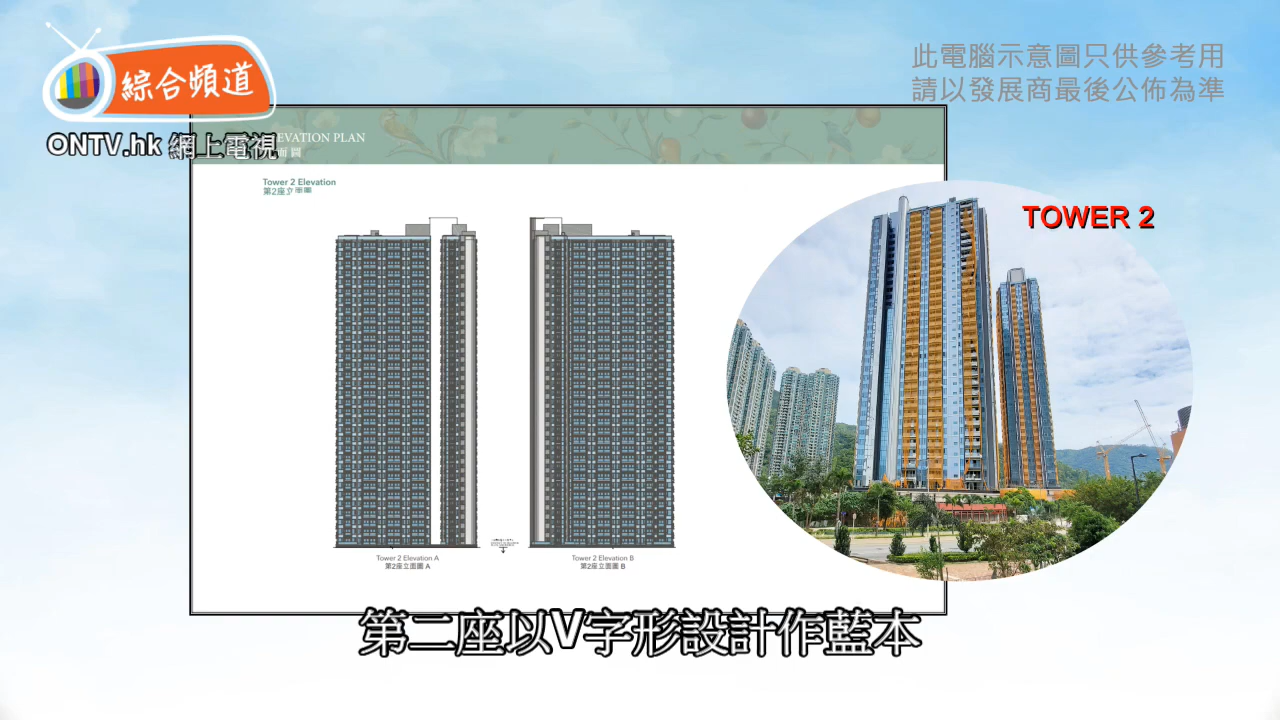 綜合頻道
ONTV.hk 網上電視
此電腦示意圖只供參考用
請以發展商最後公佈為準
EVATION PLAN
面圖
Tower 2 Elevation
第2座立面圖
TOWER 2
Tower 2 Elevation A
第2座立面圖 A
Tower 2 Elevation B
第2座立面圖 B
第二座以V字形設計作藍本